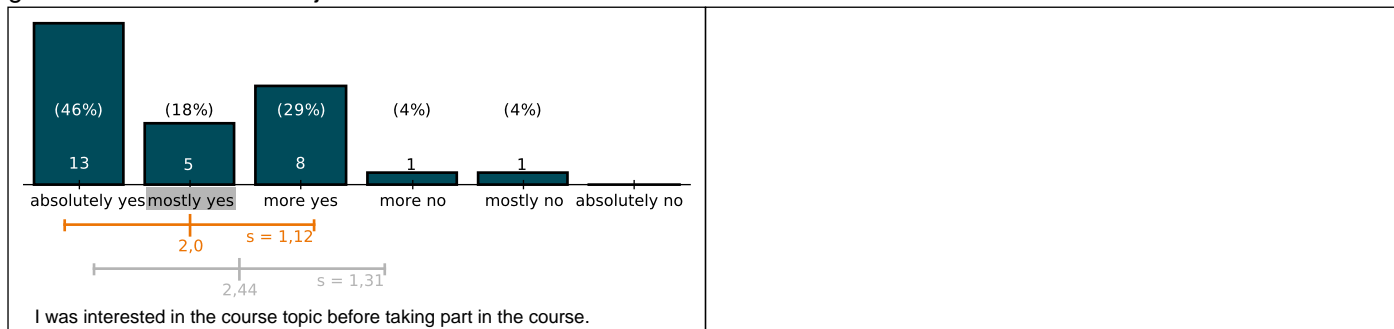 (46%) (18%) (29%) (4%) (4%)
13 5 8 1 1
absolutely yes mostly yes more yes more no mostly no absolutely no
s = 1,12
2,0
s = 1,31
2,44
I was interested in the course topic before taking part in the course.